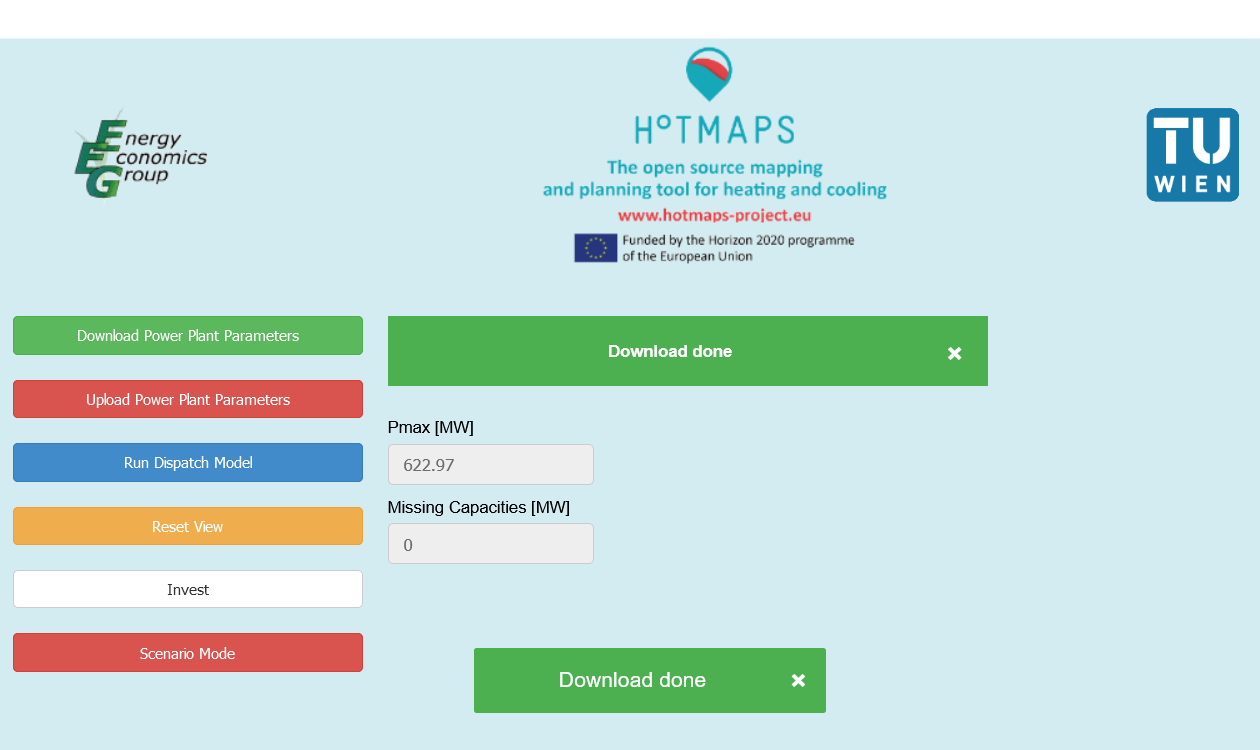 Energy
Economics
Group
HOTMAPS
The open source mapping
and planning tool for heating and cooling
www.hotmaps-project.eu
Funded by the Horizon 2020 programme
of the European Union
TU
WIEN
Download Power Plant Parameters
Upload Power Plant Parameters
Run Dispatch Model
Reset View
Invest
Scenario Mode
Download done
Pmax [MW]
622.97
Missing Capacities [MW]
0
Download done